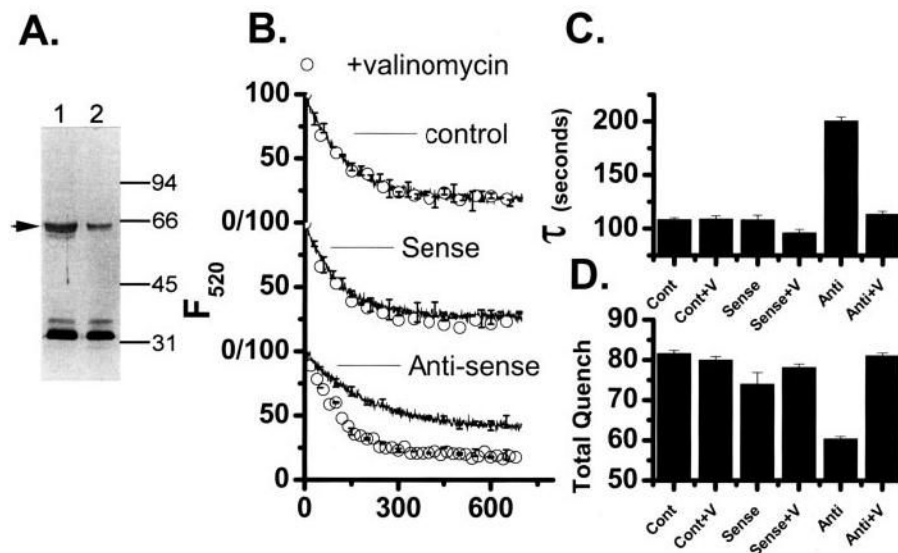 A.
1 2
94
66
45
31
B.
+valinomycin
control
Sense
Anti-sense
F 520
100
50
0/100
50
0/100
50
0
0 300 600
C.
τ (seconds)
200
150
100
Cont Cont+V Sense Sense+V Anti Anti+V
D.
Total Quench
90
80
70
60
50
Cont Cont+V Sense Sense+V Anti Anti+V